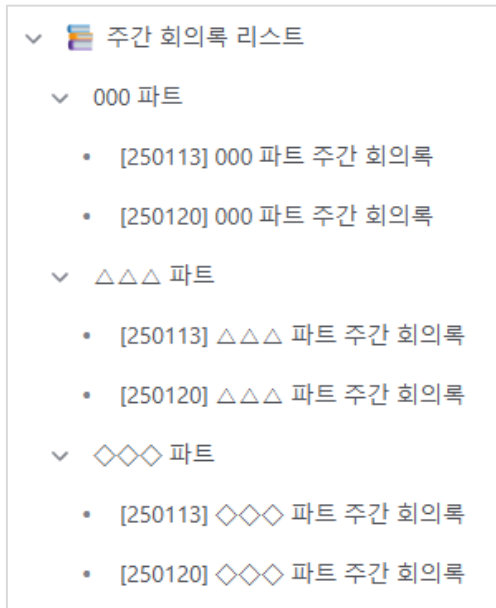 주간 회의록 리스트
000 파트
[250113] 000 파트 주간 회의록
[250120] 000 파트 주간 회의록
△△△ 파트
[250113] △△△ 파트 주간 회의록
[250120] △△△ 파트 주간 회의록
◇◇◇ 파트
[250113] ◇◇◇ 파트 주간 회의록
[250120] ◇◇◇ 파트 주간 회의록